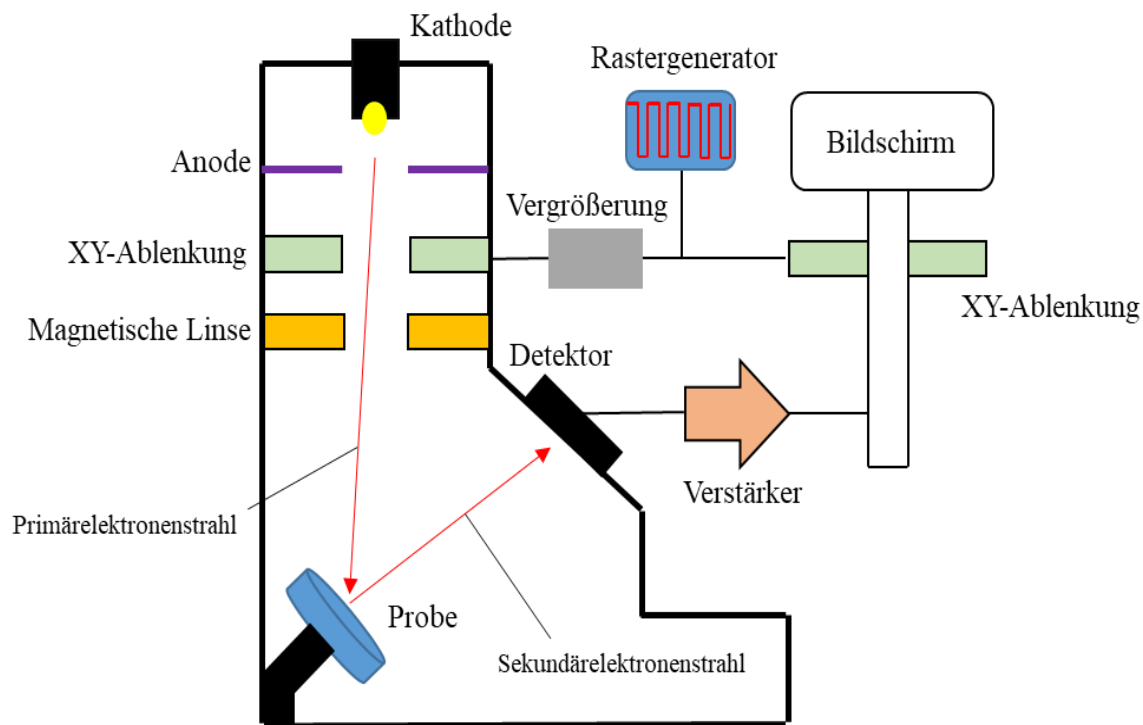 Kathode
Rastergenerator
Bildschirm
Anode
Vergrößerung
XY-Ablenkung
XY-Ablenkung
Magnetische Linse
Detektor
Verstärker
Primärelektronenstrahl
Probe
Sekundärelektronenstrahl